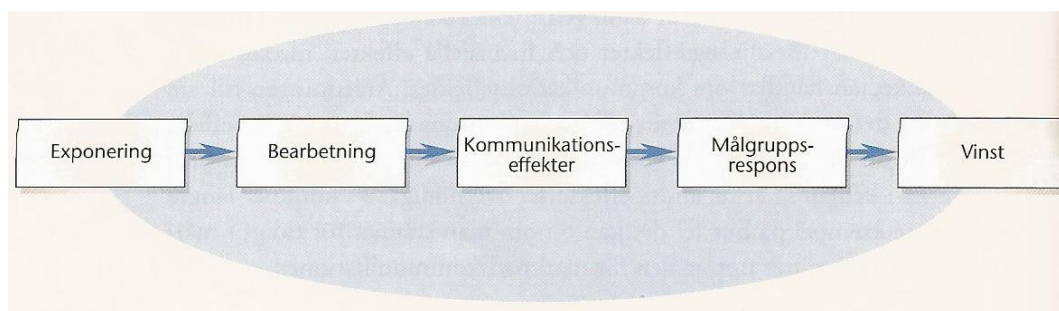 Exponering
Bearbetning
Kommunikations-
effekter
Målgrupps-
respons
Vinst